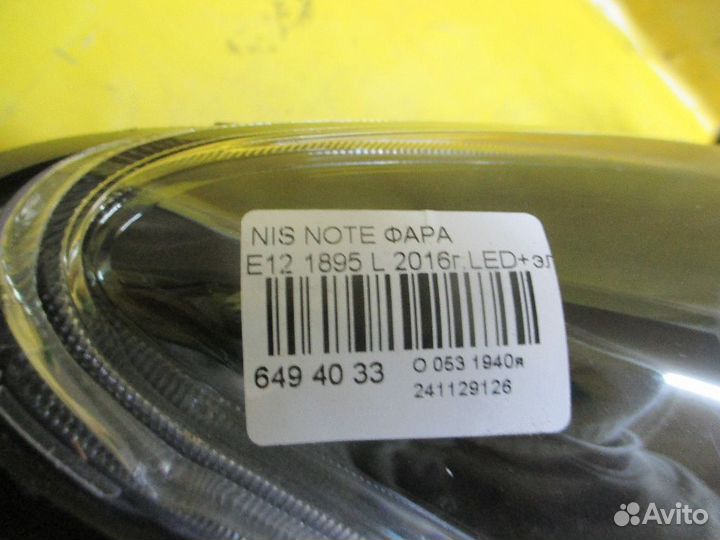 NIS NOTE ФАРА
E12 1895 L 2016г.LED+эл
649 40 33
О 053 1940я
241129126
Avito